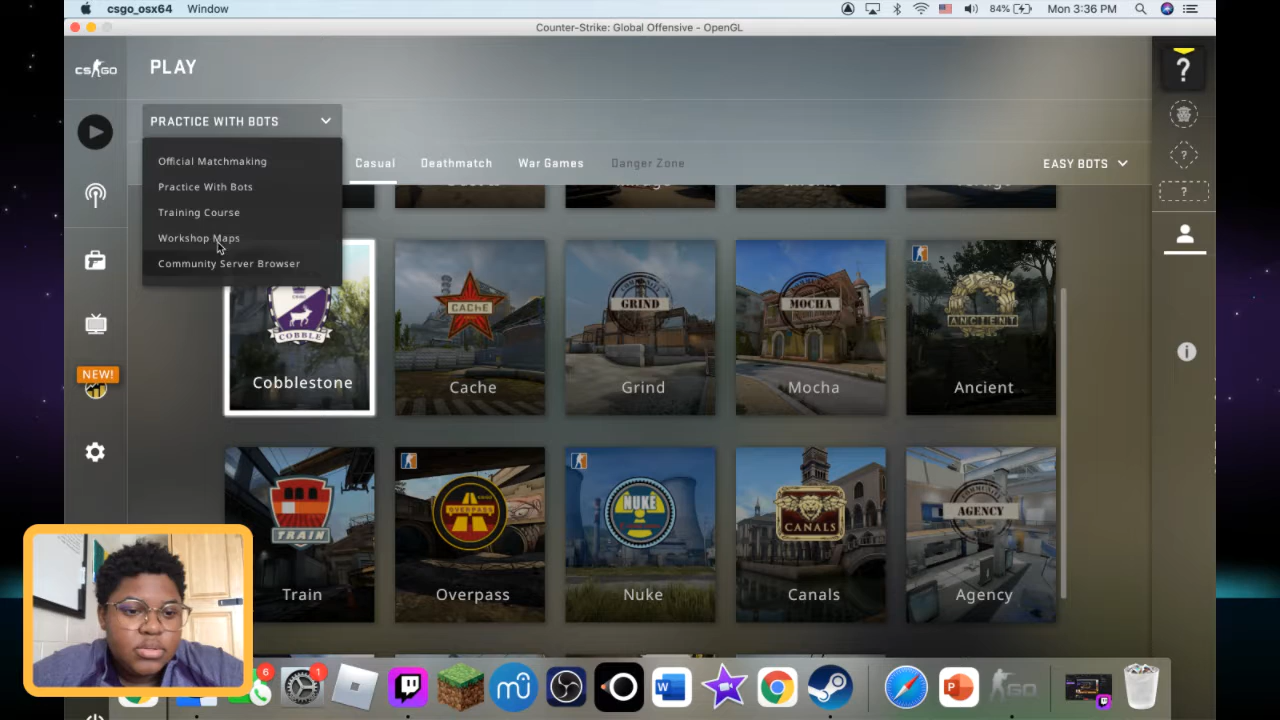 csgo_osx64 Window 84% Mon 3:36 PM
Counter-Strike: Global Offensive - OpenGL
CS GO
PLAY
?
PRACTICE WITH BOTS
Official Matchmaking
Practice With Bots
Training Course
Workshop Maps
Community Server Browser
Casual Deathmatch War Games Danger Zone
EASY BOTS
?
?
COBBLE
Cobblestone
CACHE
Cache
GRIND
Grind
MOCHA
Mocha
ANCIENT
Ancient
NEW!
TRAIN
Train
OVERPASS
Overpass
NUKE
Nuke
CANALS
Canals
COMMUNITY
AGENCY
Agency
6
1
W
P
GO